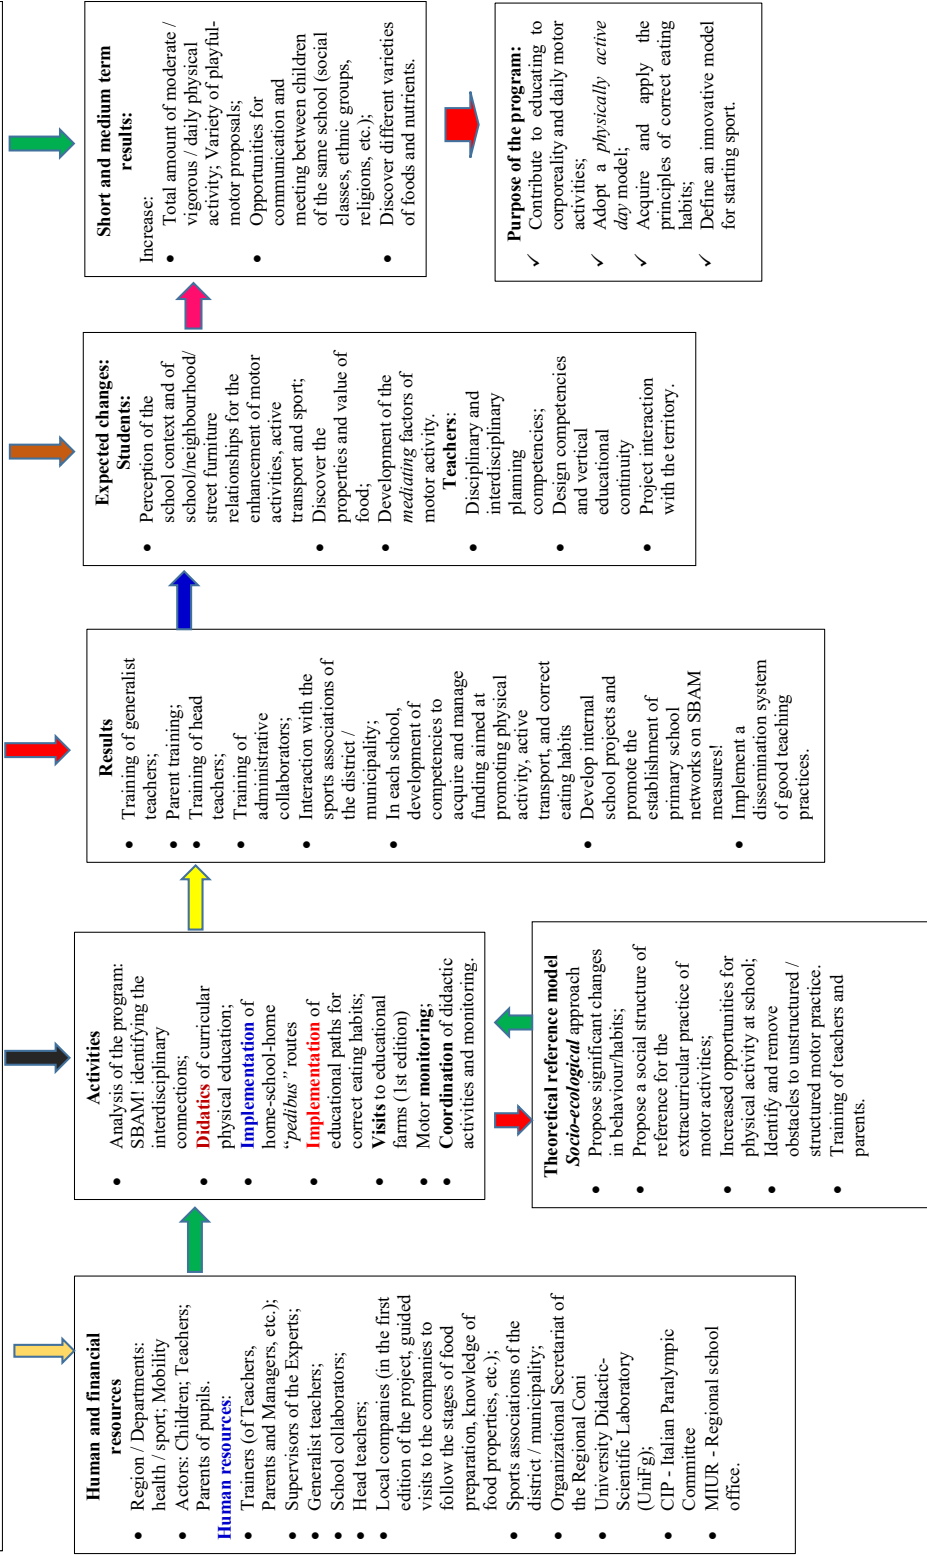 Human and financial
resources
• Region / Departments:
health / sport; Mobility
• Actors: Children; Teachers;
Parents of pupils.
Human resources:
• Trainers (of Teachers,
Parents and Managers, etc.);
• Supervisors of the Experts;
• Generalist teachers;
• School collaborators;
• Head teachers;
• Local companies (in the first
edition of the project, guided
visits to the companies to
follow the stages of food
preparation, knowledge of
food properties, etc.);
• Sports associations of the
district / municipality;
• Organizational Secretariat of
the Regional Coni
• University Didactic-
Scientific Laboratory
(UniFg);
• CIP - Italian Paralympic
Committee
• MIUR - Regional school
office.
Activities
• Analysis of the program:
SBAM! identifying the
interdisciplinary
connections;
• Didatics of curricular
physical education;
• Implementation of
home-school-home
“pedibus” routes
• Implementation of
educational paths for
correct eating habits;
• Visits to educational
farms (1st edition)
• Motor monitoring;
• Coordination of didactic
activities and monitoring.
Theoretical reference model
Socio-ecological approach
• Propose significant changes
in behaviour/habits;
• Propose a social structure of
reference for the
extracurricular practice of
motor activities;
• Increased opportunities for
physical activity at school;
• Identify and remove
obstacles to unstructured /
structured motor practice.
• Training of teachers and
parents.
Results
• Training of generalist
teachers;
• Parent training;
• Training of head
teachers;
• Training of
administrative
collaborators;
• Interaction with the
sports associations of
the district /
municipality;
• In each school,
development of
competencies to
acquire and manage
funding aimed at
promoting physical
activity, active
transport, and correct
eating habits
• Develop internal
school projects and
promote the
establishment of
primary school
networks on SBAM
measures!
• Implement a
dissemination system
of good teaching
practices.
Expected changes:
Students:
• Perception of the
school context and of
school/neighbourhood/
street furniture
relationships for the
enhancement of motor
activities, active
transport and sport;
• Discover the
properties and value of
food;
• Development of the
mediating factors of
motor activity.
Teachers:
• Disciplinary and
interdisciplinary
planning
competencies;
• Design competencies
and vertical
educational
continuity
• Project interaction
with the territory.
Short and medium term
results:
Increase:
• Total amount of moderate /
vigorous / daily physical
activity; Variety of playful-
motor proposals;
• Opportunities for
communication and
meeting between children
of the same school (social
classes, ethnic groups,
religions, etc.);
• Discover different varieties
of foods and nutrients.
Purpose of the program:
✓ Contribute to educating to
corporeality and daily motor
activities;
✓ Adopt a physically active
day model;
✓ Acquire and apply the
principles of correct eating
habits;
✓ Define an innovative model
for starting sport.